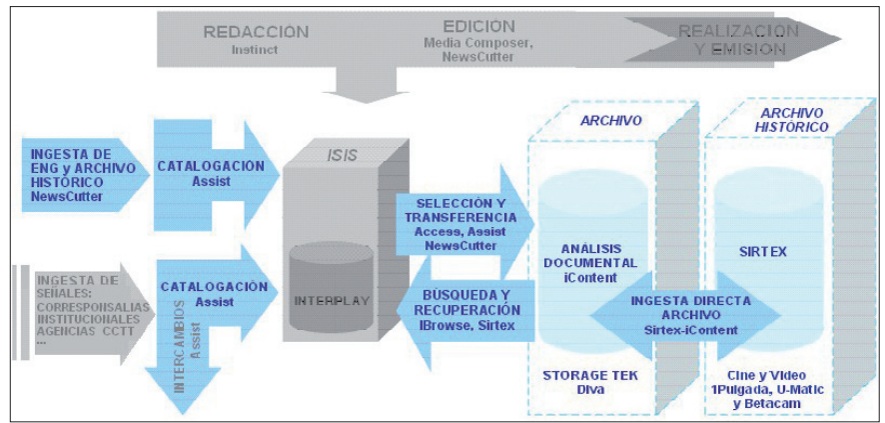 REDACCION
Instinct
EDICIÓN
Media Composer,
NewsCutter
REALIZACION
Y EMISION
INGESTA DE
ENG y ARCHIVO
HISTÓRICO
NewsCutter
CATALOGACIÓN
Assist
ISIS
INTERPLAY
INGESTA DE
SEÑALES:
CORRESPONSALIAS
INSTITUCIONALES
AGENCIAS CCTT
...
CATALOGACIÓN
Assist
INTERCAMBIOS
Assist
SELECCIÓN Y
TRANSFERENCIA
Access, Assist
NewsCutter
BÚSQUEDA Y
RECUPERACIÓN
IBrowse, Sirtex
ARCHIVO
ANÁLISIS
DOCUMENTAL
iContent
STORAGE TEK
Diva
INGESTA DIRECTA
ARCHIVO
Sirtex-iContent
ARCHIVO
HISTÓRICO
SIRTEX
Cine y Video
1Pulgada, U-Matic
y Betacam